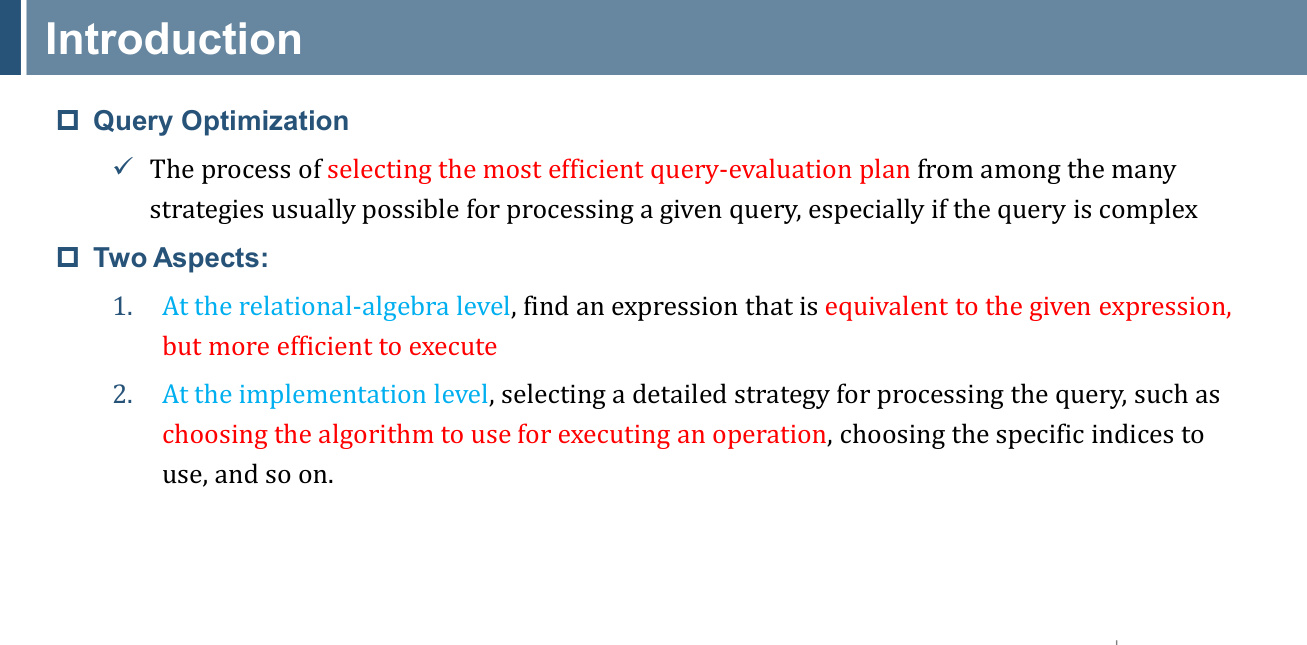 Introduction
Query Optimization
✓ The process of selecting the most efficient query-evaluation plan from among the many
strategies usually possible for processing a given query, especially if the query is complex
Two Aspects:
1. At the relational-algebra level, find an expression that is equivalent to the given expression,
but more efficient to execute
2. At the implementation level, selecting a detailed strategy for processing the query, such as
choosing the algorithm to use for executing an operation, choosing the specific indices to
use, and so on.